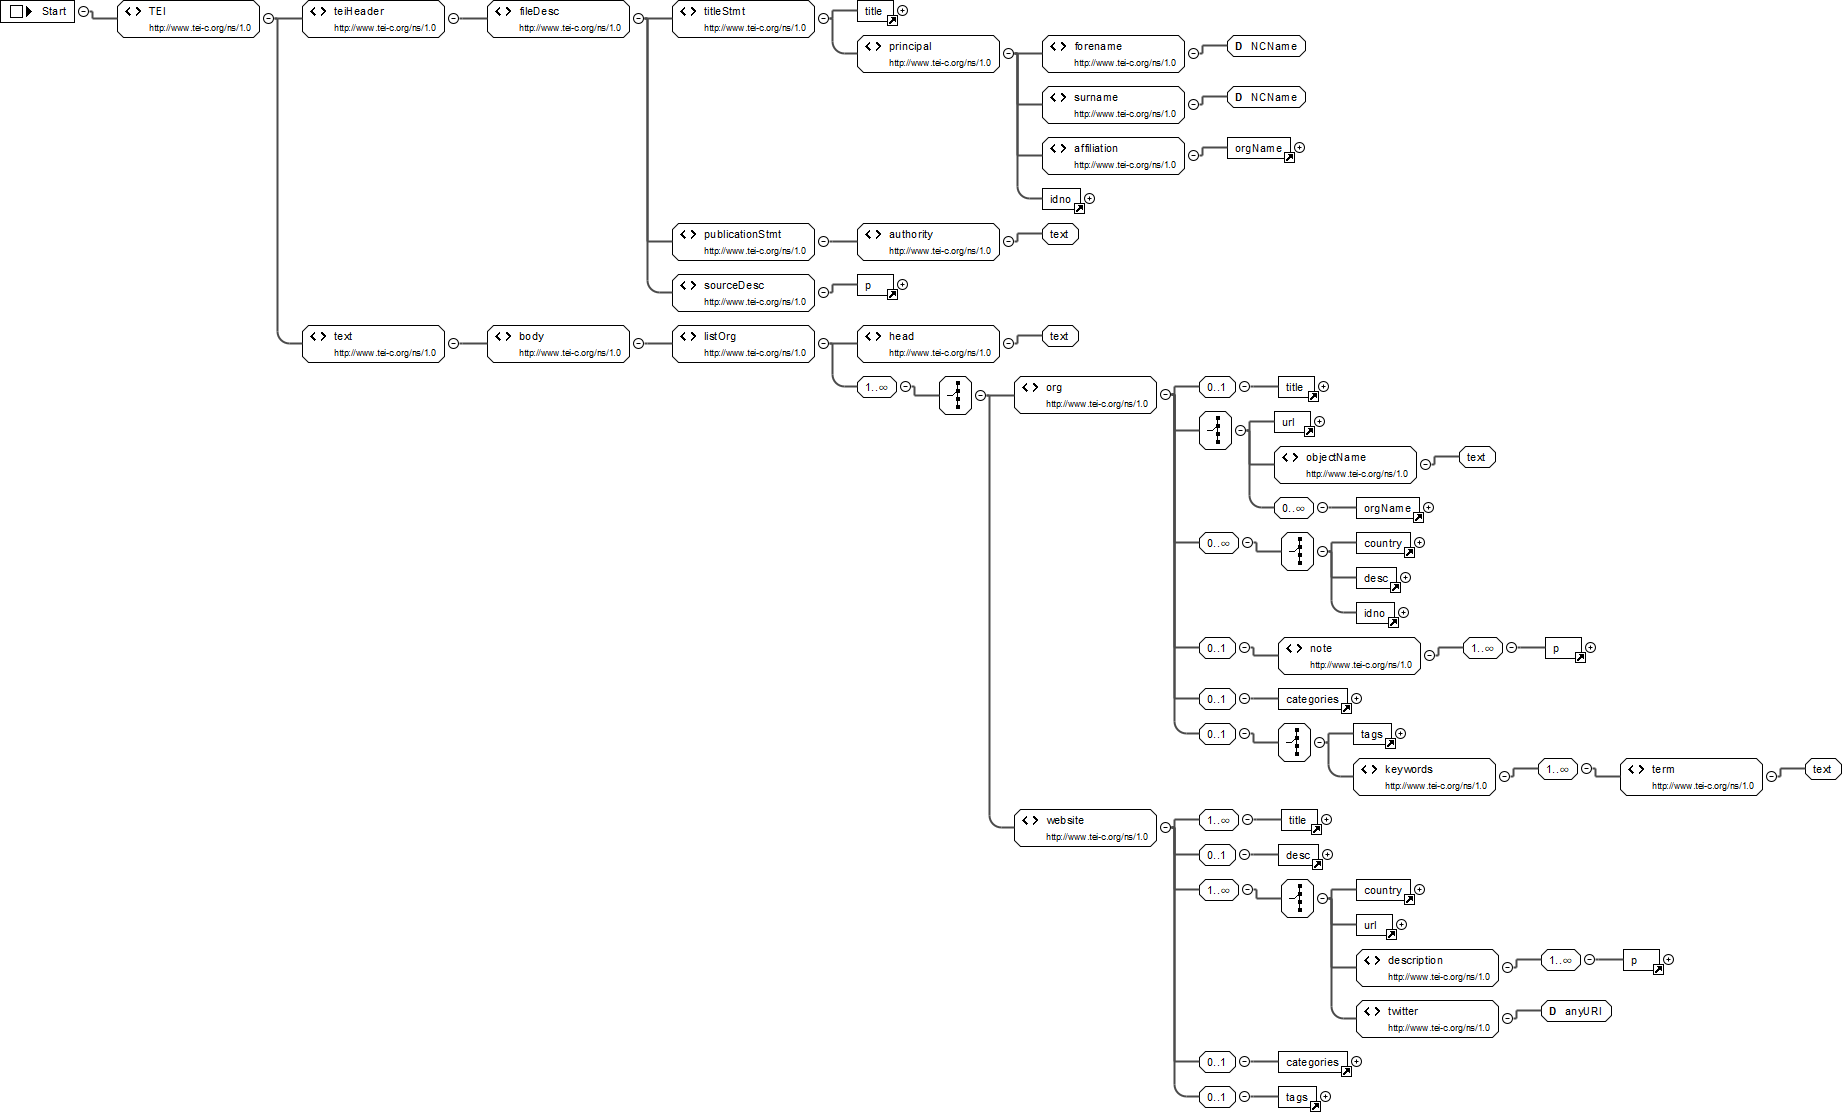 Start
TEI
http://www.tei-c.org/ns/1.0
teiHeader
http://www.tei-c.org/ns/1.0
fileDesc
http://www.tei-c.org/ns/1.0
titleStmt
http://www.tei-c.org/ns/1.0
title
principal
http://www.tei-c.org/ns/1.0
forename
http://www.tei-c.org/ns/1.0
D NCName
surname
http://www.tei-c.org/ns/1.0
D NCName
affiliation
http://www.tei-c.org/ns/1.0
orgName
idno
publicationStmt
http://www.tei-c.org/ns/1.0
authority
http://www.tei-c.org/ns/1.0
text
sourceDesc
http://www.tei-c.org/ns/1.0
p
text
http://www.tei-c.org/ns/1.0
body
http://www.tei-c.org/ns/1.0
listOrg
http://www.tei-c.org/ns/1.0
head
http://www.tei-c.org/ns/1.0
text
1..∞
org
http://www.tei-c.org/ns/1.0
0..1
title
url
objectName
http://www.tei-c.org/ns/1.0
text
0..∞
orgName
0..∞
country
desc
idno
0..1
note
http://www.tei-c.org/ns/1.0
1..∞
p
0..1
categories
0..1
tags
keywords
http://www.tei-c.org/ns/1.0
1..∞
term
http://www.tei-c.org/ns/1.0
text
website
http://www.tei-c.org/ns/1.0
1..∞
title
0..1
desc
1..∞
country
url
description
http://www.tei-c.org/ns/1.0
1..∞
p
twitter
http://www.tei-c.org/ns/1.0
D anyURI
0..1
categories
0..1
tags